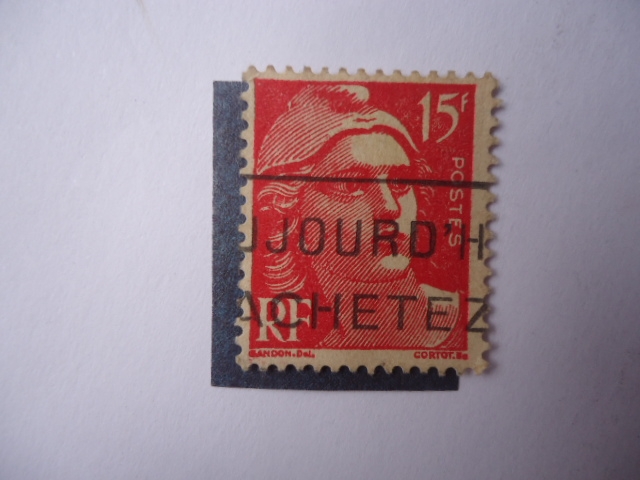 15F
POSTES
UJOURD'H
ACHETEZ
RF
GANDON.Del.
CORTOT.Sc